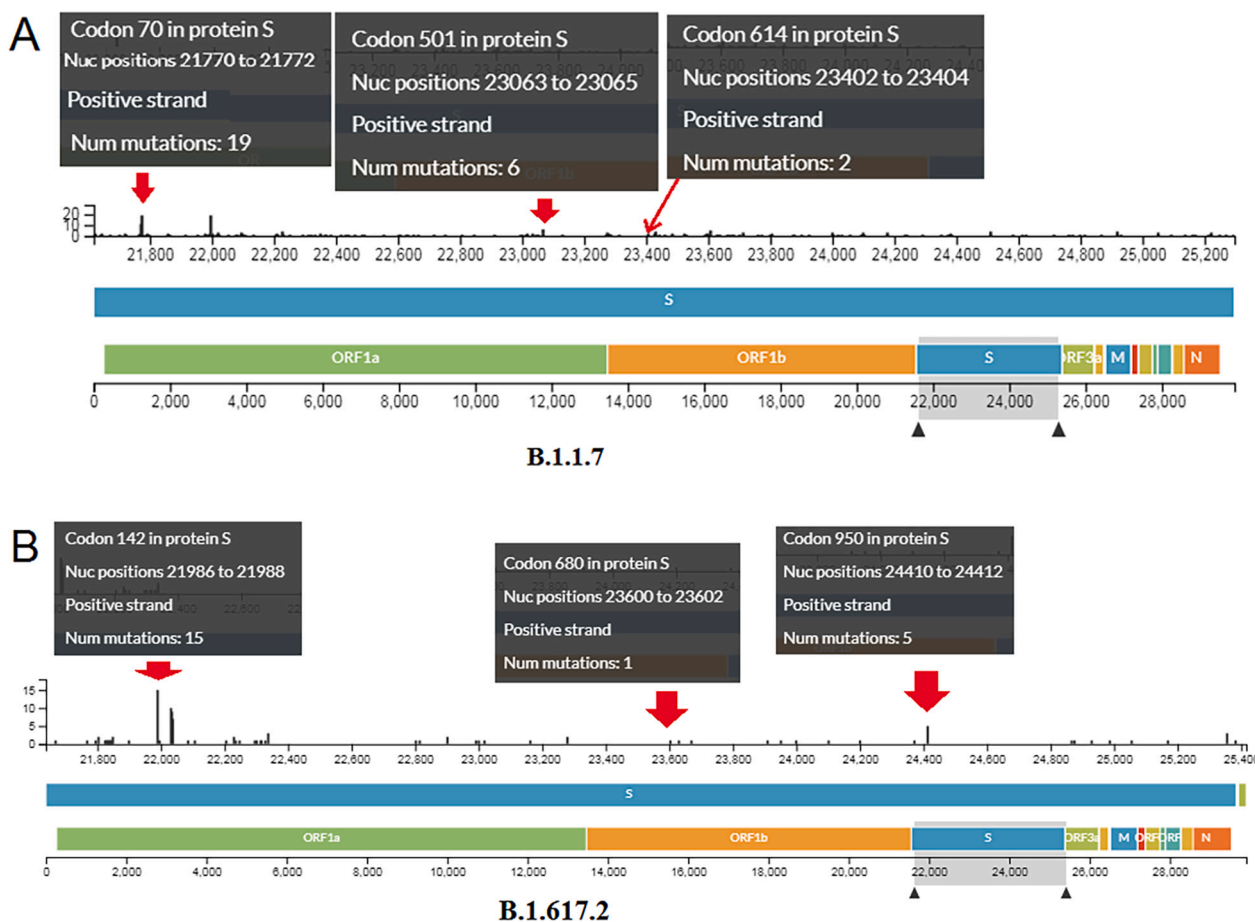 A
Codon 70 in protein S
Nuc positions 21770 to 21772
Positive strand
Num mutations: 19
Codon 501 in protein S
Nuc positions 23063 to 23065
Positive strand
Num mutations: 6
Codon 614 in protein S
Nuc positions 23402 to 23404
Positive strand
Num mutations: 2
20
10
0
21,800 22,000 22,200 22,400 22,600 22,800 23,000 23,200 23,400 23,600 23,800 24,000 24,200 24,400 24,600 24,800 25,000 25,200
S
ORF1a ORF1b S ORF3a M N
0 2,000 4,000 6,000 8,000 10,000 12,000 14,000 16,000 18,000 20,000 22,000 24,000 26,000 28,000
B.1.1.7
B
Codon 142 in protein S
Nuc positions 21986 to 21988
Positive strand
Num mutations: 15
Codon 680 in protein S
Nuc positions 23600 to 23602
Positive strand
Num mutations: 1
Codon 950 in protein S
Nuc positions 24410 to 24412
Positive strand
Num mutations: 5
15
10
5
0
21,800 22,000 22,200 22,400 22,600 22,800 23,000 23,200 23,400 23,600 23,800 24,000 24,200 24,400 24,600 24,800 25,000 25,200 25,400
S
ORF1a ORF1b S ORF3a M ORF ORF N
0 2,000 4,000 6,000 8,000 10,000 12,000 14,000 16,000 18,000 20,000 22,000 24,000 26,000 28,000
B.1.617.2